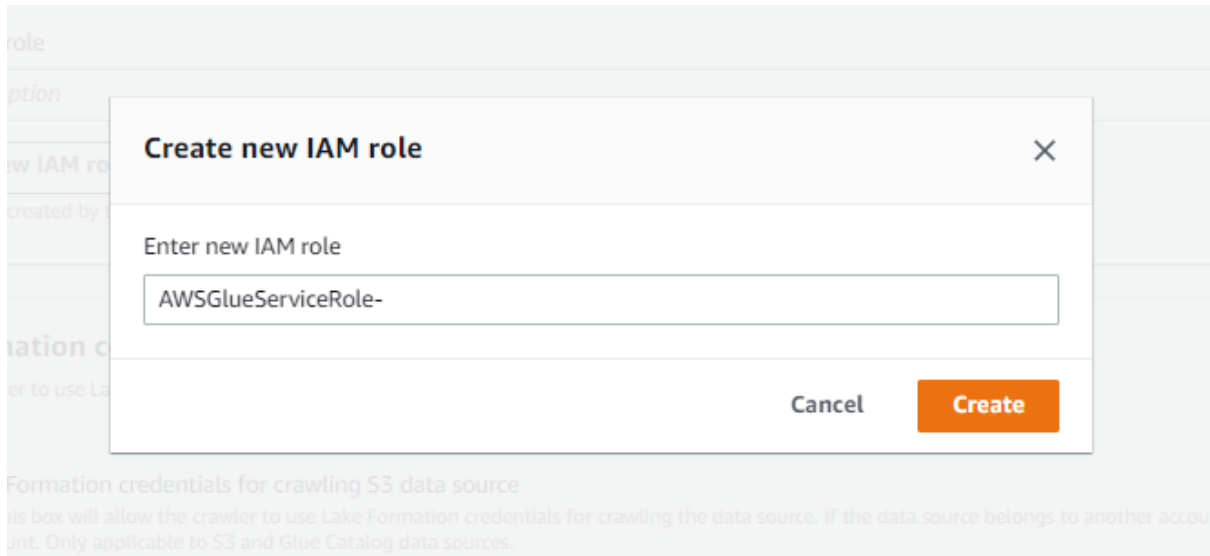 role
ption
Create new IAM role
ew IAM ro
created by t
Enter new IAM role
AWSGlueServiceRole-
nation c
er to use La
Cancel
Create
Formation credentials for crawling S3 data source
his box will allow the crawler to use Lake Formation credentials for crawling the data source. If the data source belongs to another accou
unt. Only applicable to S3 and Glue Catalog data sources.